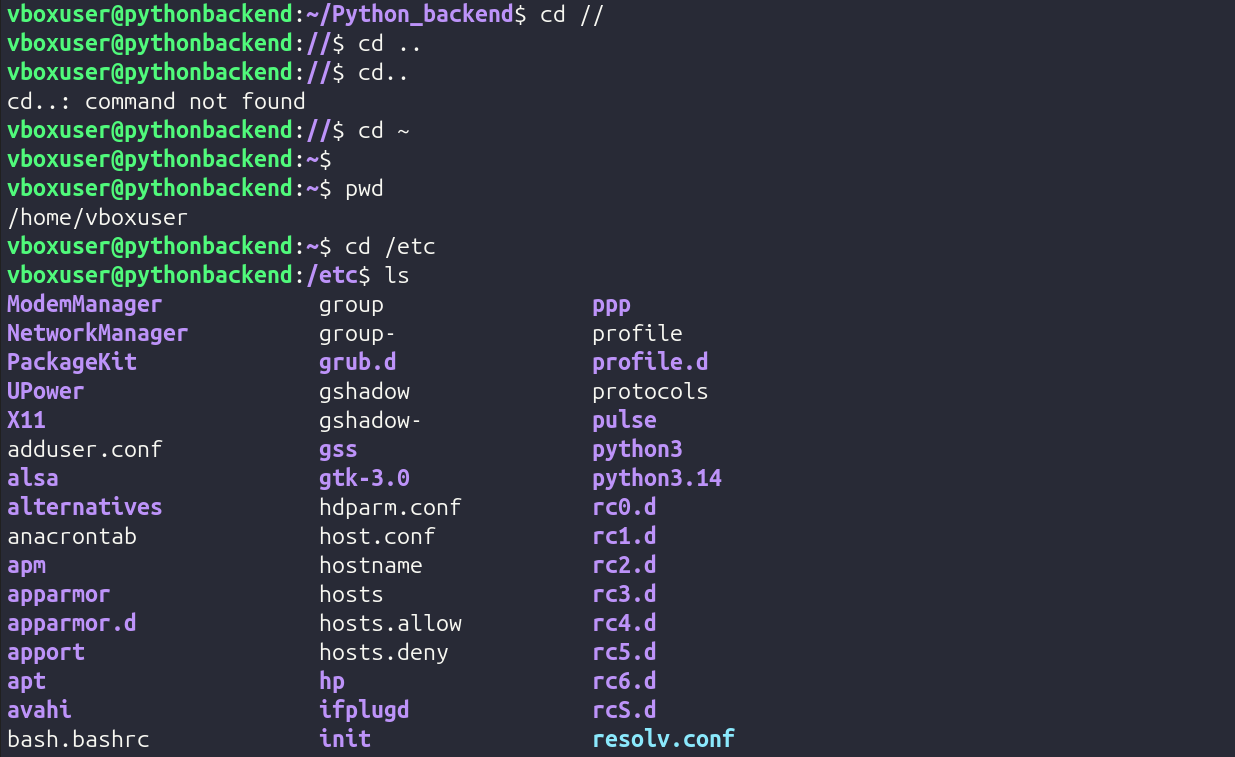 vboxuser@pythonbackend:~/Python_backend$ cd //
vboxuser@pythonbackend://$ cd ..
vboxuser@pythonbackend://$ cd..
cd..: command not found
vboxuser@pythonbackend://$ cd ~
vboxuser@pythonbackend:~$
vboxuser@pythonbackend:~$ pwd
/home/vboxuser
vboxuser@pythonbackend:~$ cd /etc
vboxuser@pythonbackend:/etc$ ls
ModemManager group ppp
NetworkManager group- profile
PackageKit grub.d profile.d
UPower gshadow protocols
X11 gshadow- pulse
adduser.conf gss python3
alsa gtk-3.0 python3.14
alternatives hdparm.conf rc0.d
anacrontab host.conf rc1.d
apm hostname rc2.d
apparmor hosts rc3.d
apparmor.d hosts.allow rc4.d
apport hosts.deny rc5.d
apt hp rc6.d
avahi ifplugd rcS.d
bash.bashrc init resolv.conf